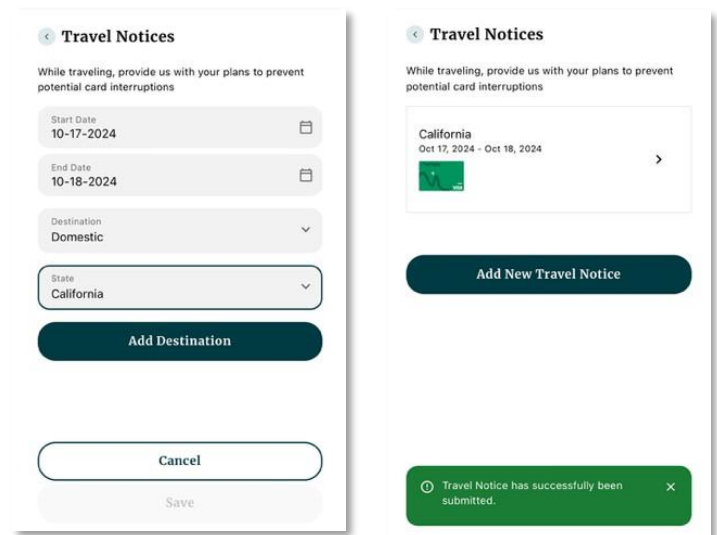 Travel Notices
While traveling, provide us with your plans to prevent
potential card interruptions
Start Date
10-17-2024
End Date
10-18-2024
Destination
Domestic
State
California
Add Destination
Cancel
Save
Travel Notices
While traveling, provide us with your plans to prevent
potential card interruptions
California
Oct 17, 2024 - Oct 18, 2024
VISA
Add New Travel Notice
Travel Notice has successfully been
submitted.